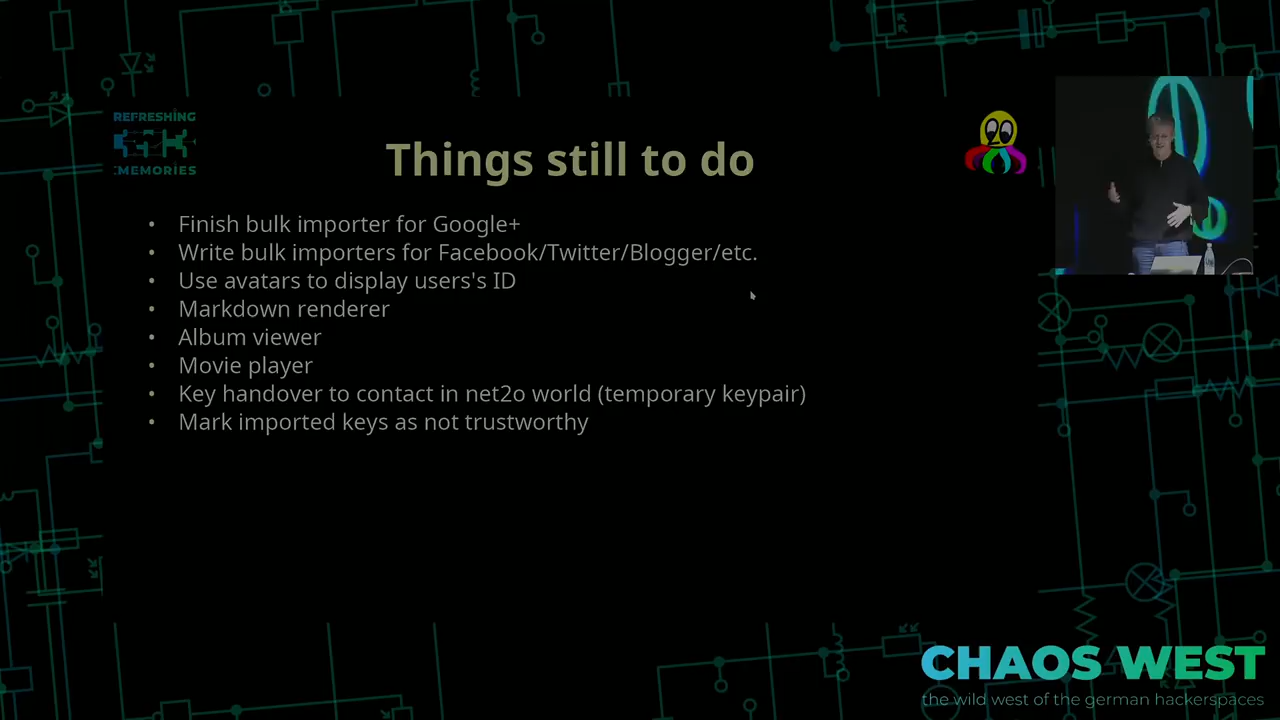 REFRESHING
MEMORIES
Things still to do
• Finish bulk importer for Google+
• Write bulk importers for Facebook/Twitter/Blogger/etc.
• Use avatars to display users's ID
• Markdown renderer
• Album viewer
• Movie player
• Key handover to contact in net2o world (temporary keypair)
• Mark imported keys as not trustworthy
CHAOS WEST
the wild west of the german hackerspaces